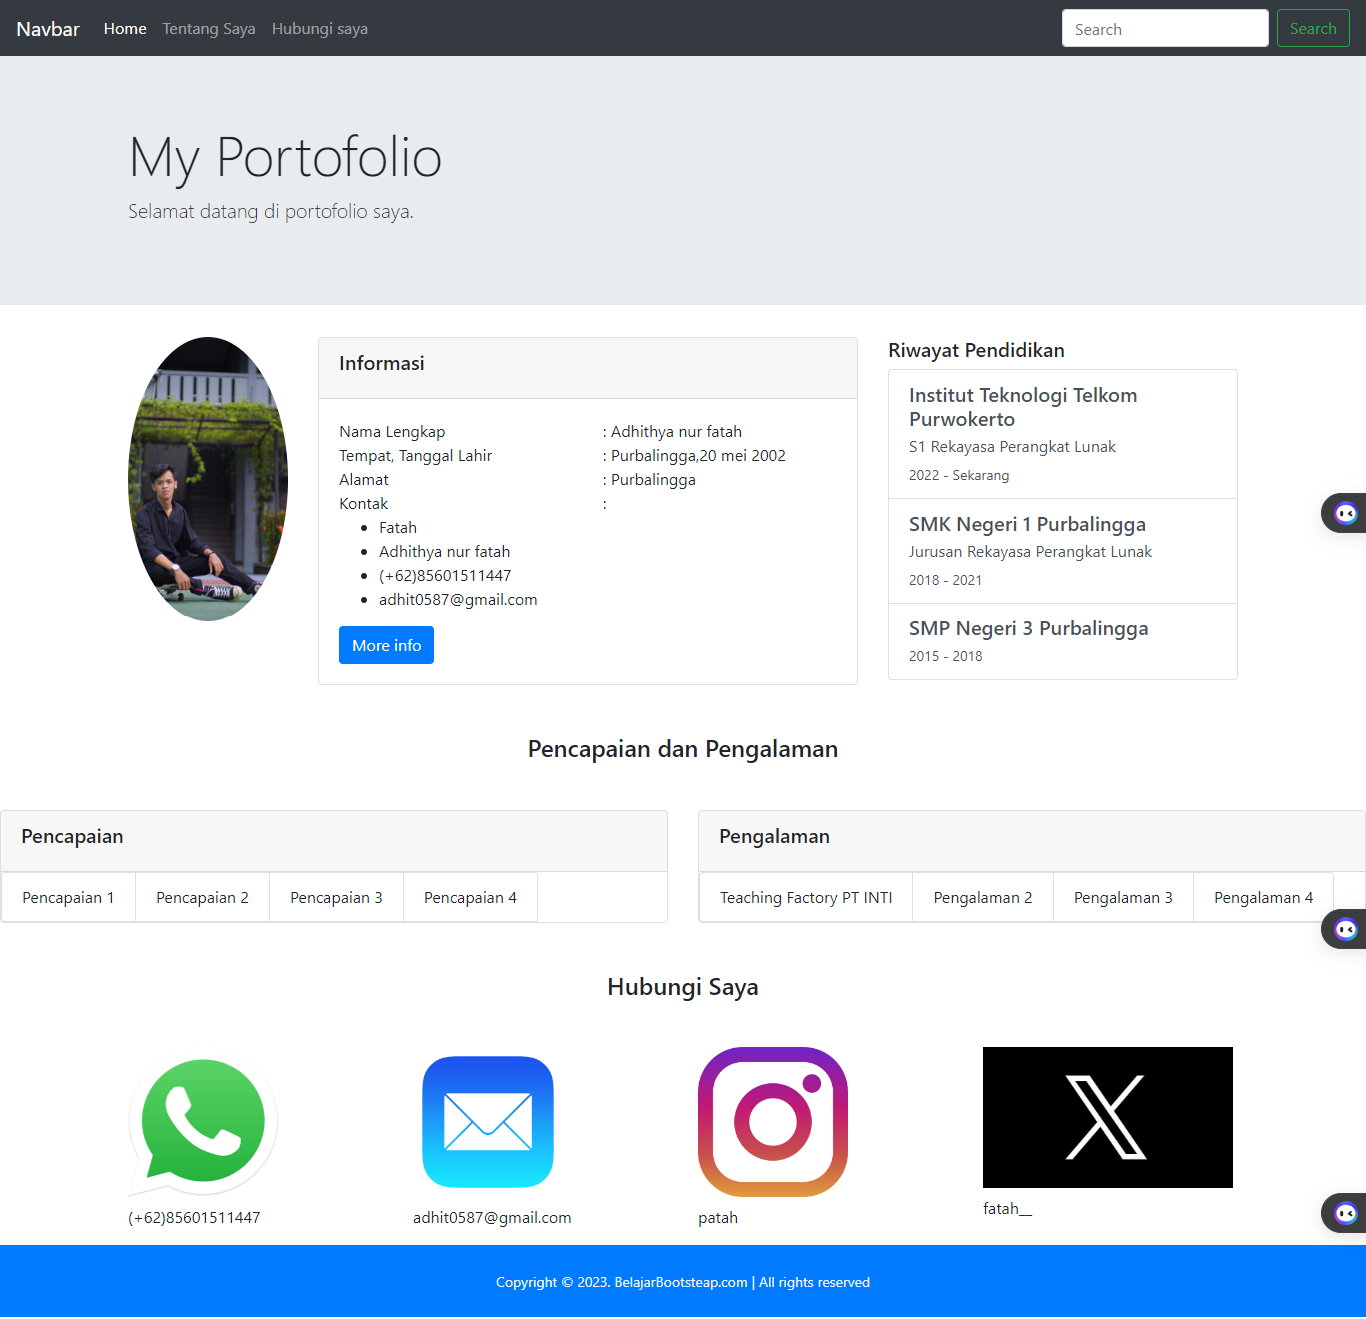 Navbar Home Tentang Saya Hubungi saya Search Search
My Portofolio
Selamat datang di portofolio saya.
Informasi
Nama Lengkap : Adhithya nur fatah
Tempat, Tanggal Lahir : Purbalingga,20 mei 2002
Alamat : Purbalingga
Kontak :
• Fatah
• Adhithya nur fatah
• (+62)85601511447
• adhit0587@gmail.com
More info
Riwayat Pendidikan
Institut Teknologi Telkom
Purwokerto
S1 Rekayasa Perangkat Lunak
2022 - Sekarang
SMK Negeri 1 Purbalingga
Jurusan Rekayasa Perangkat Lunak
2018 - 2021
SMP Negeri 3 Purbalingga
2015 - 2018
Pencapaian dan Pengalaman
Pencapaian
Pencapaian 1 Pencapaian 2 Pencapaian 3 Pencapaian 4
Pengalaman
Teaching Factory PT INTI Pengalaman 2 Pengalaman 3 Pengalaman 4
Hubungi Saya
(+62)85601511447
adhit0587@gmail.com
patah
fatah__
Copyright © 2023. BelajarBootsteap.com | All rights reserved